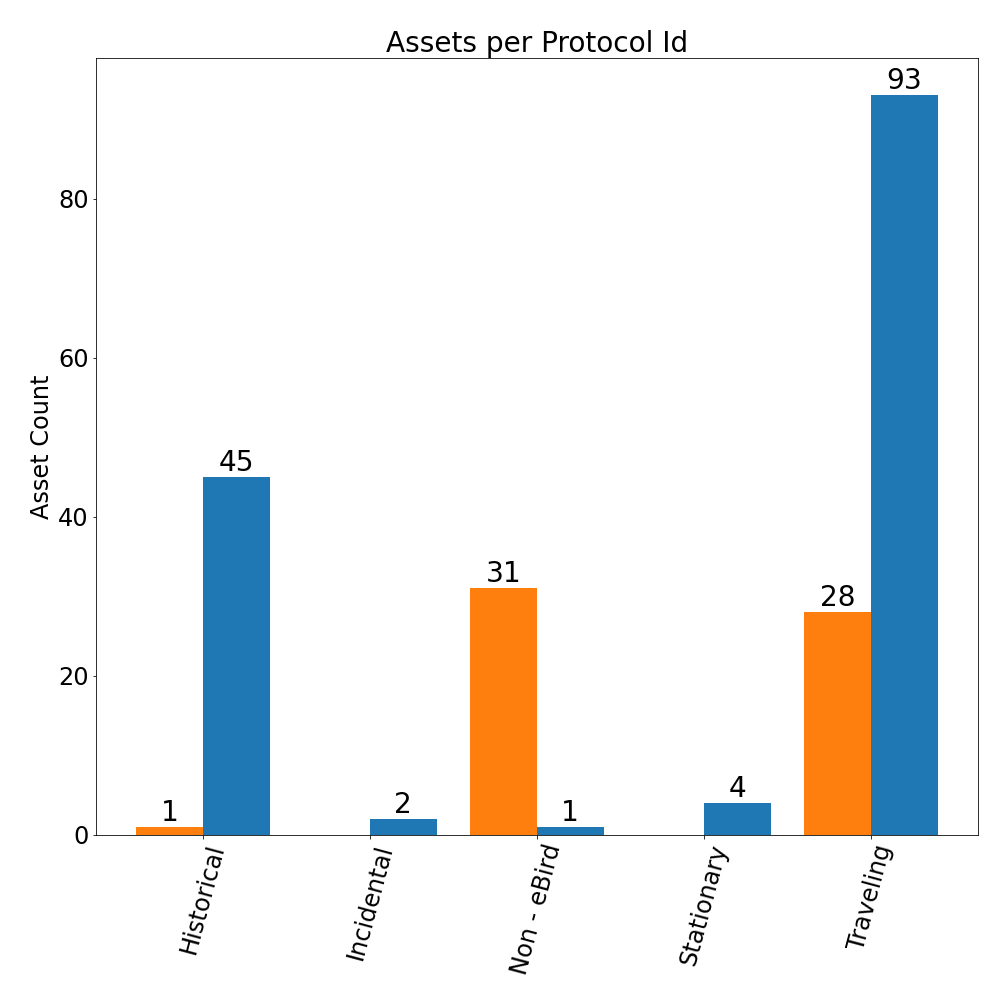 Assets per Protocol Id
Asset Count
80
60
40
20
0
1
45
2
31
1
4
28
93
Historical
Incidental
Non - eBird
Stationary
Traveling